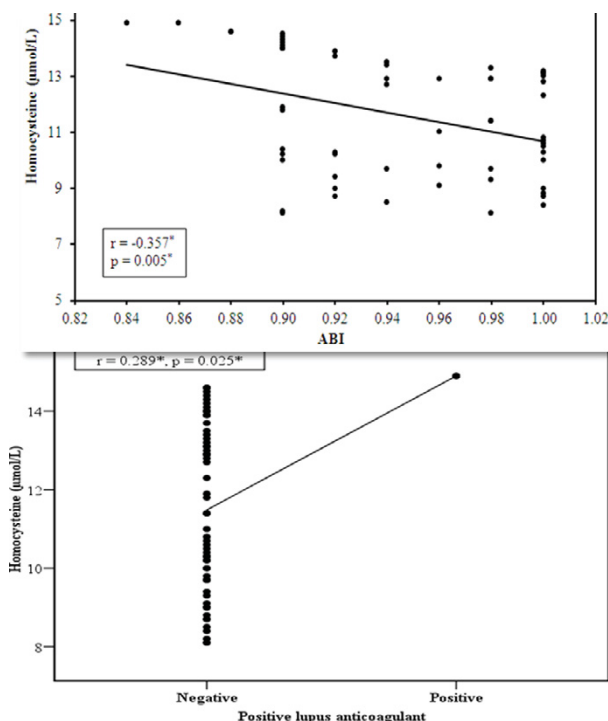 15
13
11
9
7
5
Homocysteine (µmol/L)
r = -0.357*
p = 0.005*
0.82 0.84 0.86 0.88 0.90 0.92 0.94 0.96 0.98 1.00 1.02
ABI
r = 0.289*, p = 0.025*
14
12
10
8
Homocysteine (µmol/L)
Negative Positive
Positive lupus anticoagulant